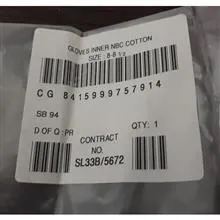 GLOVES INNER NBC COTTON
SIZE : 8-8 1/2
CG 8415999757914
SB 94
D OF Q : PR
QTY: 1
CONTRACT
NO.
SL33B/5672